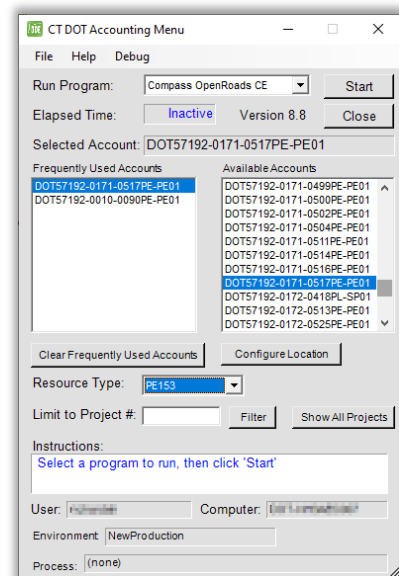 CT DOT Accounting Menu
File Help Debug
Run Program: Compass OpenRoads CE Start
Elapsed Time: Inactive Version 8.8 Close
Selected Account: DOT57192-0171-0517PE-PE01
Frequently Used Accounts
DOT57192-0171-0517PE-PE01
DOT57192-0010-0090PE-PE01
Available Accounts
DOT57192-0171-0499PE-PE01
DOT57192-0171-0500PE-PE01
DOT57192-0171-0502PE-PE01
DOT57192-0171-0504PE-PE01
DOT57192-0171-0511PE-PE01
DOT57192-0171-0514PE-PE01
DOT57192-0171-0516PE-PE01
DOT57192-0171-0517PE-PE01
DOT57192-0172-0418PL-SP01
DOT57192-0172-0513PE-PE01
DOT57192-0172-0525PE-PE01
Clear Frequently Used Accounts Configure Location
Resource Type: PE153
Limit to Project #: Filter Show All Projects
Instructions:
Select a program to run, then click 'Start'
User: Computer:
Environment NewProduction
Process: (none)